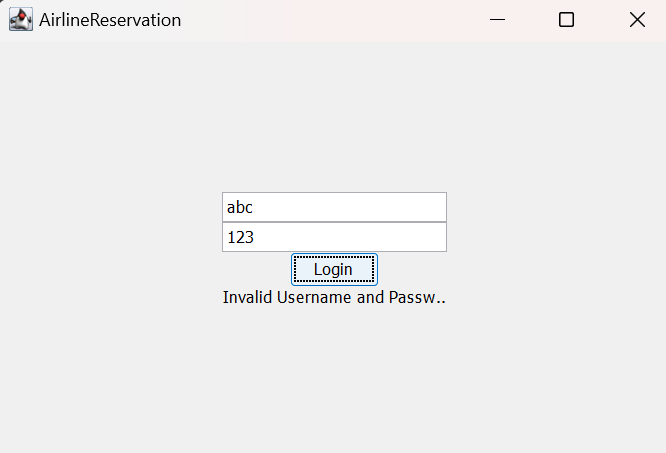 AirlineReservation
abc
123
Login
Invalid Username and Passw..